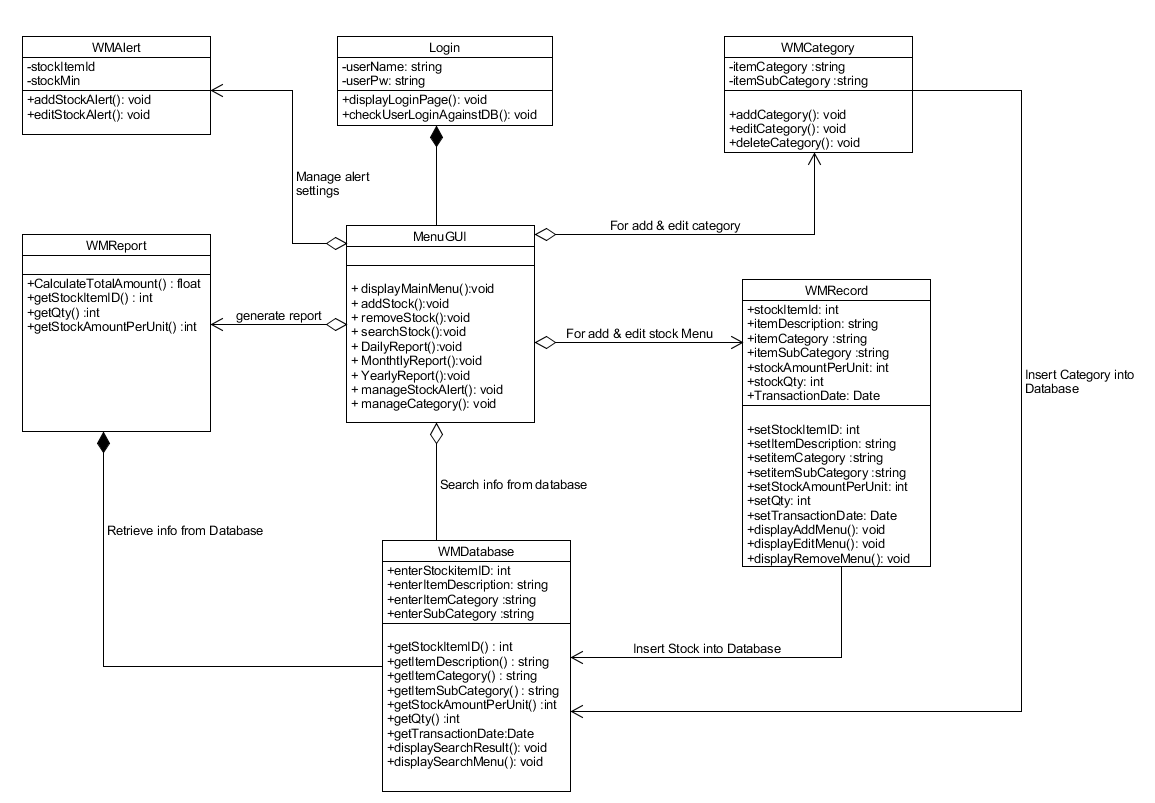 WMAlert
-stockItemId
-stockMin
+addStockAlert(): void
+editStockAlert(): void
Login
-userName: string
-userPw: string
+displayLoginPage(): void
+checkUserLoginAgainstDB(): void
WMCategory
-itemCategory :string
-itemSubCategory :string
+addCategory(): void
+editCategory(): void
+deleteCategory(): void
Manage alert
settings
For add & edit category
WMReport
+CalculateTotalAmount() : float
+getStockItemID() : int
+getQty() :int
+getStockAmountPerUnit() :int
generate report
MenuGUI
+ displayMainMenu():void
+ addStock():void
+ removeStock():void
+ searchStock():void
+ DailyReport():void
+ MonhtlyReport():void
+ YearlyReport():void
+ manageStockAlert(): void
+ manageCategory(): void
For add & edit stock Menu
WMRecord
+stockItemId: int
+itemDescription: string
+itemCategory :string
+itemSubCategory :string
+stockAmountPerUnit: int
+stockQty: int
+TransactionDate: Date
+setStockItemID: int
+setItemDescription: string
+setitemCategory :string
+setitemSubCategory :string
+setStockAmountPerUnit: int
+setQty: int
+setTransactionDate: Date
+displayAddMenu(): void
+displayEditMenu(): void
+displayRemoveMenu(): void
Insert Category into
Database
Search info from database
Retrieve info from Database
WMDatabase
+enterStockitemID: int
+enterItemDescription: string
+enterItemCategory :string
+enterSubCategory :string
+getStockItemID() : int
+getItemDescription() : string
+getItemCategory() : string
+getItemSubCategory() : string
+getStockAmountPerUnit() :int
+getQty() :int
+getTransactionDate:Date
+displaySearchResult(): void
+displaySearchMenu(): void
Insert Stock into Database